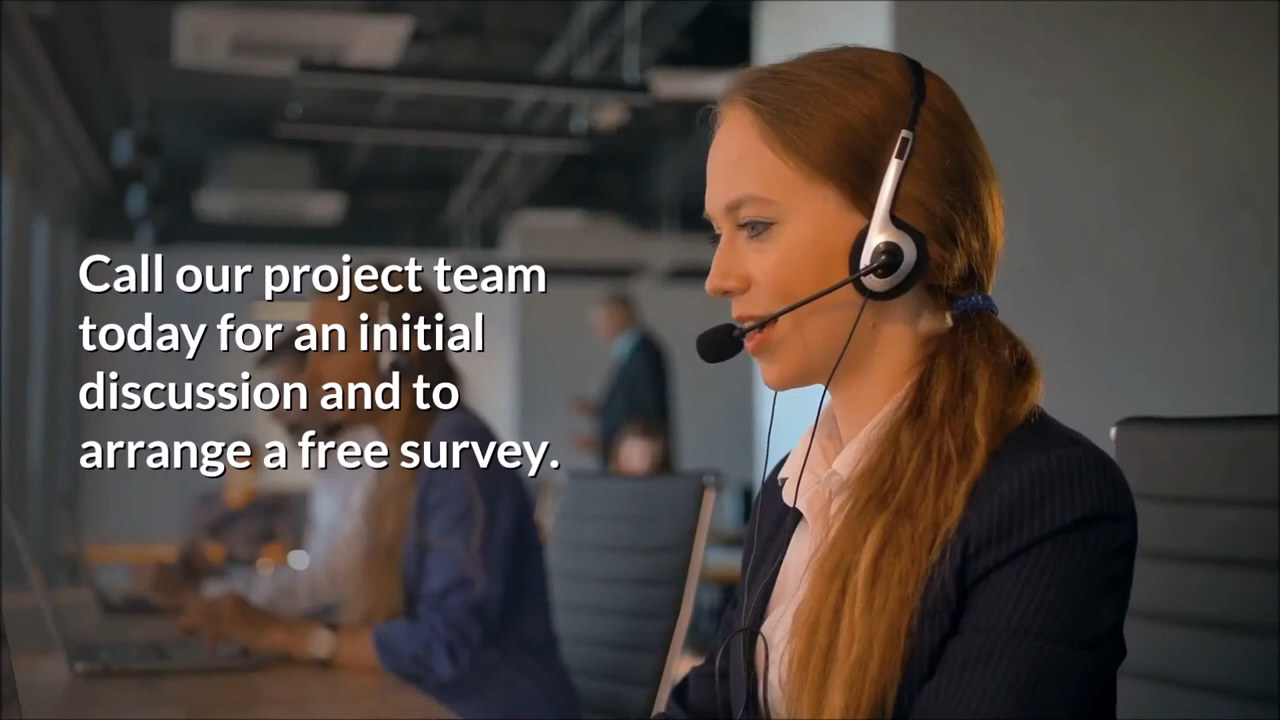 Call our project team
today for an initial
discussion and to
arrange a free survey.